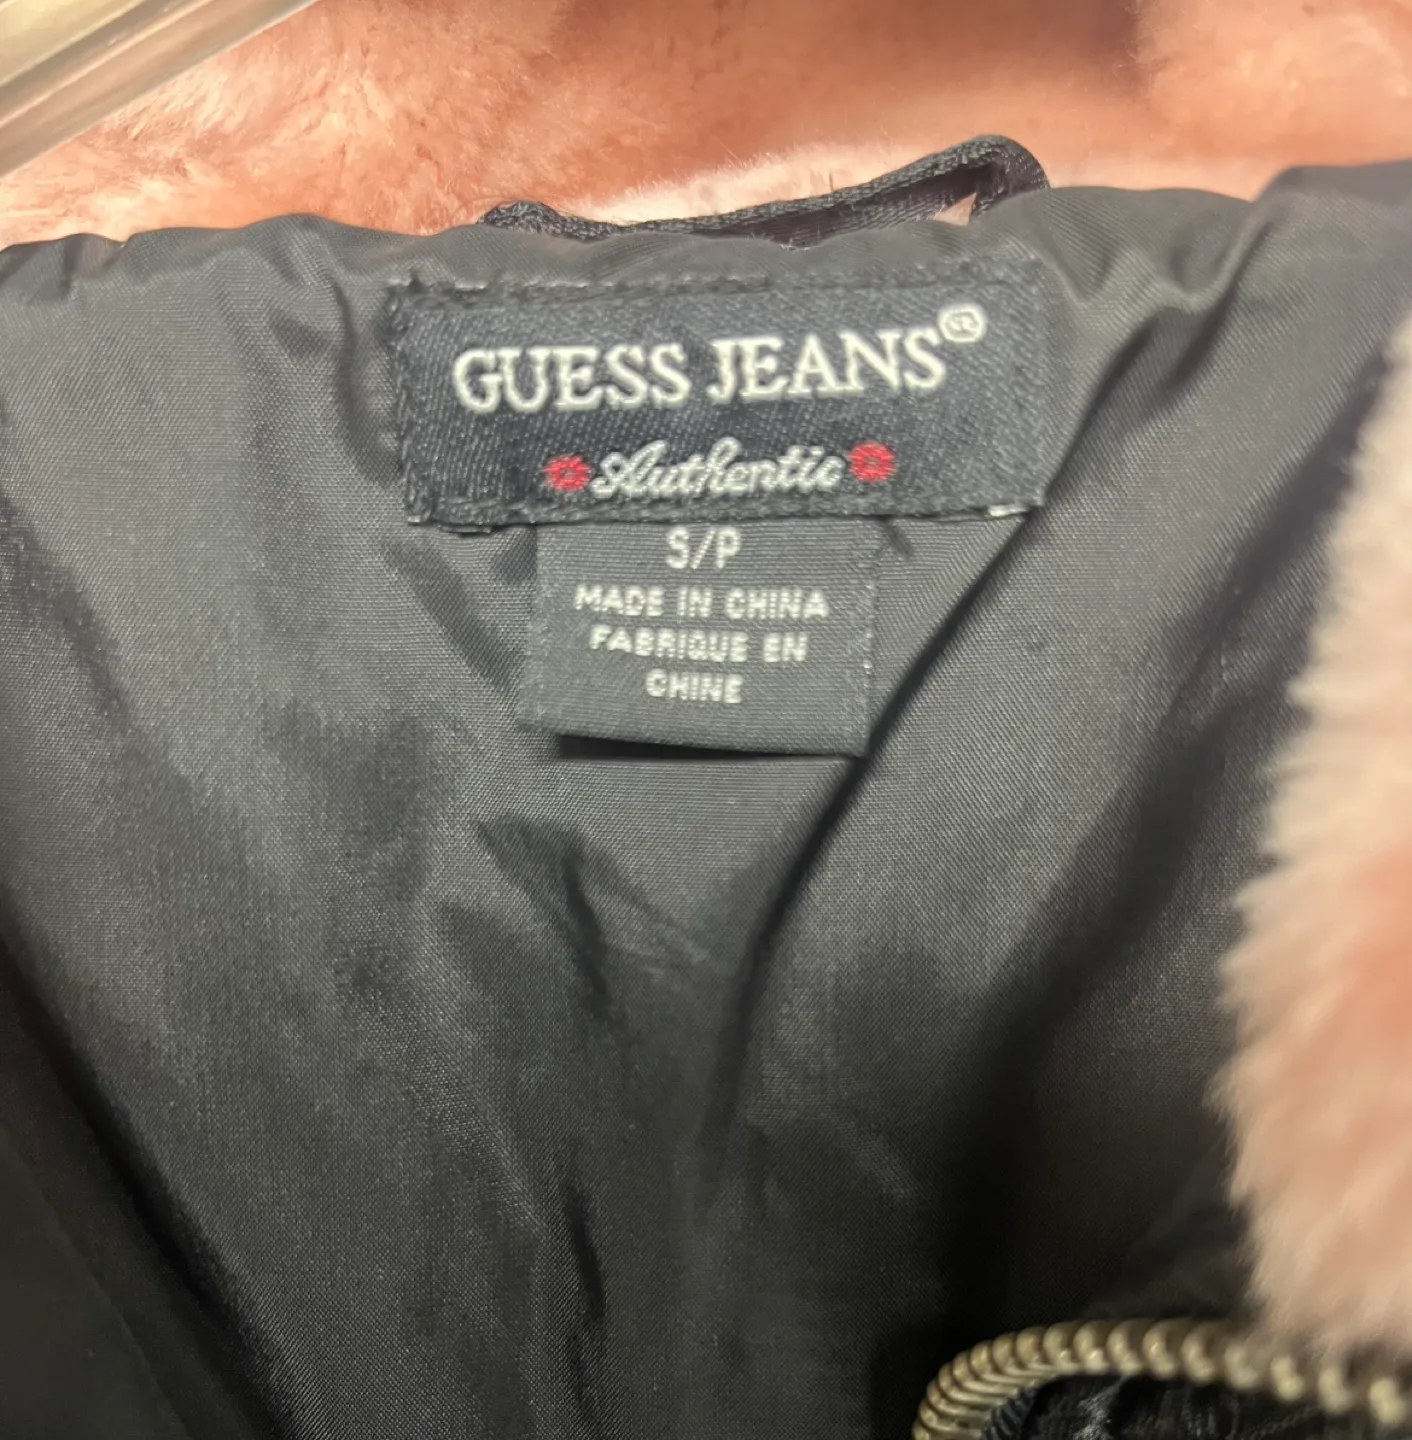 GUESS JEANS®
Authentic
S/P
MADE IN CHINA
FABRIQUE EN
CHINE